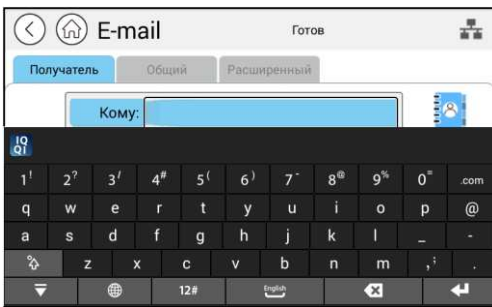 E-mail Готов
Получатель Общий Расширенный
Кому:
IQQI
1! 2? 3/ 4# 5( 6) 7- 8@ 9% 0= .com
q w e r t y u i o p @
a s d f g h j k l _ -
z x c v b n m ,; .
12# English